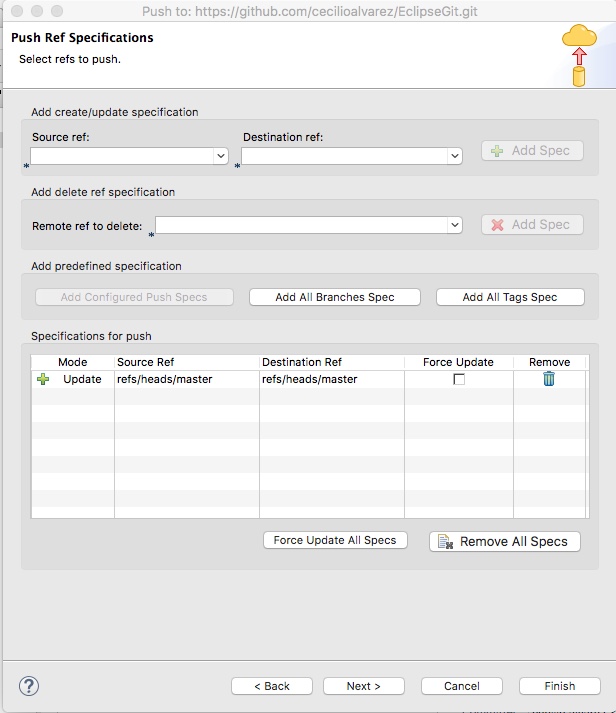 Push to: https://github.com/cecilioalvarez/EclipseGit.git
Push Ref Specifications
Select refs to push.
Add create/update specification
Source ref: Destination ref:
* * Add Spec
Add delete ref specification
Remote ref to delete: * Add Spec
Add predefined specification
Add Configured Push Specs Add All Branches Spec Add All Tags Spec
Specifications for push
Mode Source Ref Destination Ref Force Update Remove
Update refs/heads/master refs/heads/master
Force Update All Specs Remove All Specs
? < Back Next > Cancel Finish